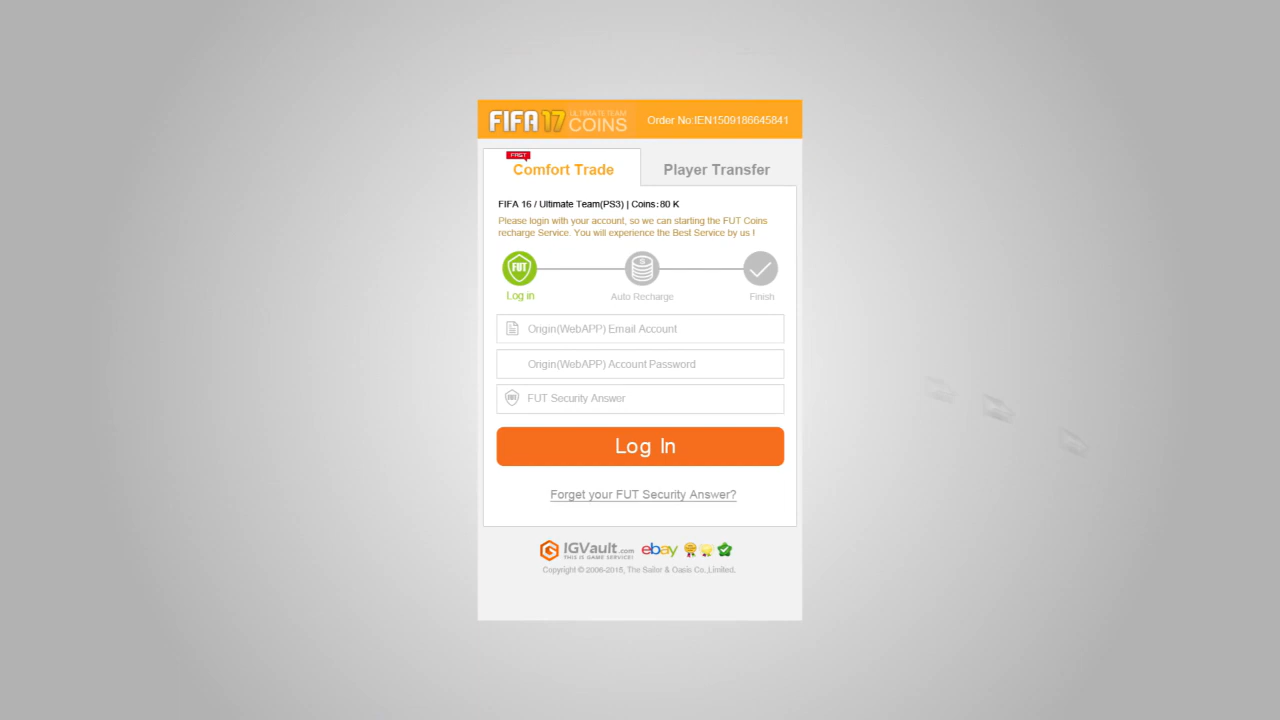 FIFA 17 ULTIMATE TEAM COINS
Order No:IEN1509186645841
FAST
Comfort Trade
Player Transfer
FIFA 16 / Ultimate Team(PS3) | Coins:80 K
Please login with your account, so we can starting the FUT Coins
recharge Service. You will experience the Best Service by us !
FUT
Log in
Auto Recharge
Finish
Origin(WebAPP) Email Account
Origin(WebAPP) Account Password
FUT Security Answer
Log In
Forget your FUT Security Answer?
IGVault.com
THIS IS GAME SERVICE!
ebay
Copyright © 2006-2015, The Sailor & Oasis Co.,Limited.